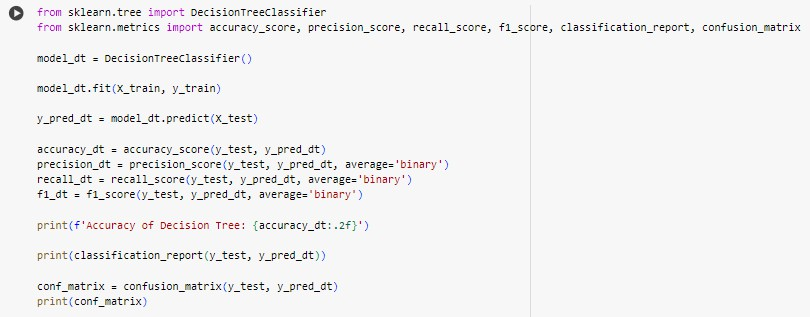 from sklearn.tree import DecisionTreeClassifier
from sklearn.metrics import accuracy_score, precision_score, recall_score, f1_score, classification_report, confusion_matrix
model_dt = DecisionTreeClassifier()
model_dt.fit(X_train, y_train)
y_pred_dt = model_dt.predict(X_test)
accuracy_dt = accuracy_score(y_test, y_pred_dt)
precision_dt = precision_score(y_test, y_pred_dt, average='binary')
recall_dt = recall_score(y_test, y_pred_dt, average='binary')
f1_dt = f1_score(y_test, y_pred_dt, average='binary')
print(f'Accuracy of Decision Tree: {accuracy_dt:.2f}')
print(classification_report(y_test, y_pred_dt))
conf_matrix = confusion_matrix(y_test, y_pred_dt)
print(conf_matrix)